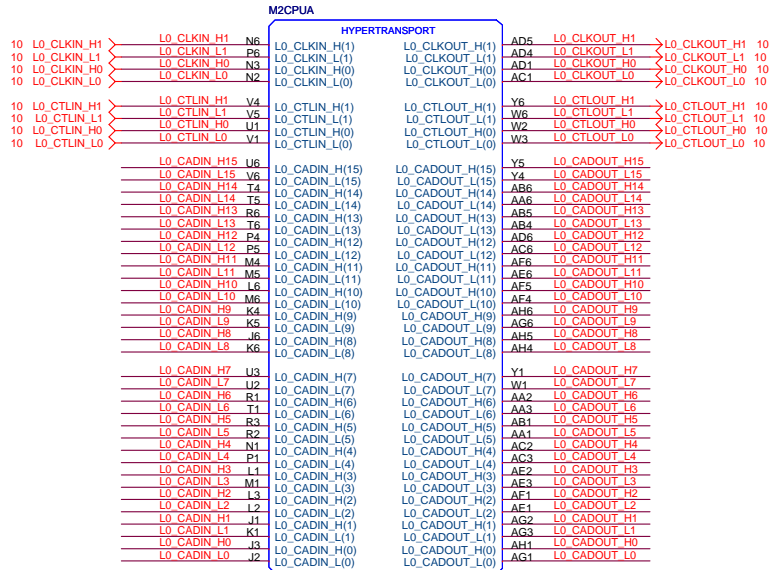 M2CPUA
HYPERTRANSPORT
10 L0_CLKIN_H1 L0_CLKIN_H1 N6 L0_CLKIN_H(1) L0_CLKOUT_H(1) AD5 L0_CLKOUT_H1 L0_CLKOUT_H1 10
10 L0_CLKIN_L1 L0_CLKIN_L1 P6 L0_CLKIN_L(1) L0_CLKOUT_L(1) AD4 L0_CLKOUT_L1 L0_CLKOUT_L1 10
10 L0_CLKIN_H0 L0_CLKIN_H0 N3 L0_CLKIN_H(0) L0_CLKOUT_H(0) AD1 L0_CLKOUT_H0 L0_CLKOUT_H0 10
10 L0_CLKIN_L0 L0_CLKIN_L0 N2 L0_CLKIN_L(0) L0_CLKOUT_L(0) AC1 L0_CLKOUT_L0 L0_CLKOUT_L0 10
10 L0_CTLIN_H1 L0_CTLIN_H1 V4 L0_CTLIN_H(1) L0_CTLOUT_H(1) Y6 L0_CTLOUT_H1 L0_CTLOUT_H1 10
10 L0_CTLIN_L1 L0_CTLIN_L1 V5 L0_CTLIN_L(1) L0_CTLOUT_L(1) W6 L0_CTLOUT_L1 L0_CTLOUT_L1 10
10 L0_CTLIN_H0 L0_CTLIN_H0 U1 L0_CTLIN_H(0) L0_CTLOUT_H(0) W2 L0_CTLOUT_H0 L0_CTLOUT_H0 10
10 L0_CTLIN_L0 L0_CTLIN_L0 V1 L0_CTLIN_L(0) L0_CTLOUT_L(0) W3 L0_CTLOUT_L0 L0_CTLOUT_L0 10
L0_CADIN_H15 U6 L0_CADIN_H(15) L0_CADOUT_H(15) Y5 L0_CADOUT_H15
L0_CADIN_L15 V6 L0_CADIN_L(15) L0_CADOUT_L(15) Y4 L0_CADOUT_L15
L0_CADIN_H14 T4 L0_CADIN_H(14) L0_CADOUT_H(14) AB6 L0_CADOUT_H14
L0_CADIN_L14 T5 L0_CADIN_L(14) L0_CADOUT_L(14) AA6 L0_CADOUT_L14
L0_CADIN_H13 R6 L0_CADIN_H(13) L0_CADOUT_H(13) AB5 L0_CADOUT_H13
L0_CADIN_L13 T6 L0_CADIN_L(13) L0_CADOUT_L(13) AB4 L0_CADOUT_L13
L0_CADIN_H12 P4 L0_CADIN_H(12) L0_CADOUT_H(12) AD6 L0_CADOUT_H12
L0_CADIN_L12 P5 L0_CADIN_L(12) L0_CADOUT_L(12) AC6 L0_CADOUT_L12
L0_CADIN_H11 M4 L0_CADIN_H(11) L0_CADOUT_H(11) AF6 L0_CADOUT_H11
L0_CADIN_L11 M5 L0_CADIN_L(11) L0_CADOUT_L(11) AE6 L0_CADOUT_L11
L0_CADIN_H10 L6 L0_CADIN_H(10) L0_CADOUT_H(10) AF5 L0_CADOUT_H10
L0_CADIN_L10 M6 L0_CADIN_L(10) L0_CADOUT_L(10) AF4 L0_CADOUT_L10
L0_CADIN_H9 K4 L0_CADIN_H(9) L0_CADOUT_H(9) AH6 L0_CADOUT_H9
L0_CADIN_L9 K5 L0_CADIN_L(9) L0_CADOUT_L(9) AG6 L0_CADOUT_L9
L0_CADIN_H8 J6 L0_CADIN_H(8) L0_CADOUT_H(8) AH5 L0_CADOUT_H8
L0_CADIN_L8 K6 L0_CADIN_L(8) L0_CADOUT_L(8) AH4 L0_CADOUT_L8
L0_CADIN_H7 U3 L0_CADIN_H(7) L0_CADOUT_H(7) Y1 L0_CADOUT_H7
L0_CADIN_L7 U2 L0_CADIN_L(7) L0_CADOUT_L(7) W1 L0_CADOUT_L7
L0_CADIN_H6 R1 L0_CADIN_H(6) L0_CADOUT_H(6) AA2 L0_CADOUT_H6
L0_CADIN_L6 T1 L0_CADIN_L(6) L0_CADOUT_L(6) AA3 L0_CADOUT_L6
L0_CADIN_H5 R3 L0_CADIN_H(5) L0_CADOUT_H(5) AB1 L0_CADOUT_H5
L0_CADIN_L5 R2 L0_CADIN_L(5) L0_CADOUT_L(5) AA1 L0_CADOUT_L5
L0_CADIN_H4 N1 L0_CADIN_H(4) L0_CADOUT_H(4) AC2 L0_CADOUT_H4
L0_CADIN_L4 P1 L0_CADIN_L(4) L0_CADOUT_L(4) AC3 L0_CADOUT_L4
L0_CADIN_H3 L1 L0_CADIN_H(3) L0_CADOUT_H(3) AE2 L0_CADOUT_H3
L0_CADIN_L3 M1 L0_CADIN_L(3) L0_CADOUT_L(3) AE3 L0_CADOUT_L3
L0_CADIN_H2 L3 L0_CADIN_H(2) L0_CADOUT_H(2) AF1 L0_CADOUT_H2
L0_CADIN_L2 L2 L0_CADIN_L(2) L0_CADOUT_L(2) AE1 L0_CADOUT_L2
L0_CADIN_H1 J1 L0_CADIN_H(1) L0_CADOUT_H(1) AG2 L0_CADOUT_H1
L0_CADIN_L1 K1 L0_CADIN_L(1) L0_CADOUT_L(1) AG3 L0_CADOUT_L1
L0_CADIN_H0 J3 L0_CADIN_H(0) L0_CADOUT_H(0) AH1 L0_CADOUT_H0
L0_CADIN_L0 J2 L0_CADIN_L(0) L0_CADOUT_L(0) AG1 L0_CADOUT_L0